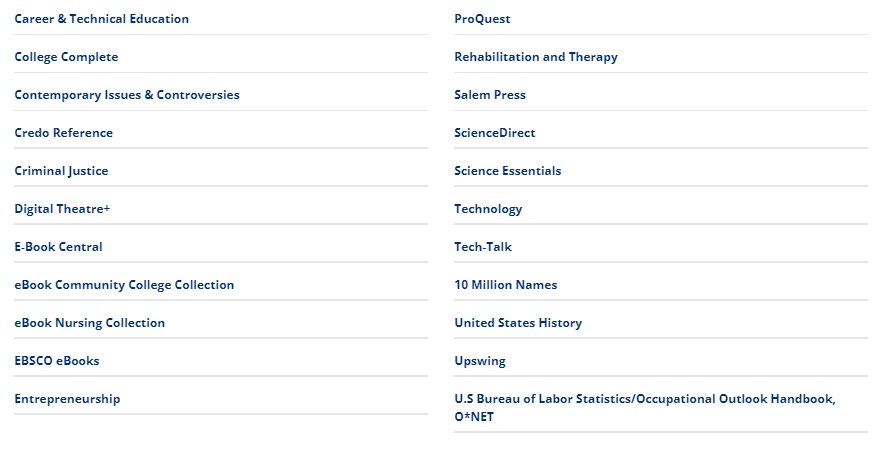 Career & Technical Education
College Complete
Contemporary Issues & Controversies
Credo Reference
Criminal Justice
Digital Theatre+
E-Book Central
eBook Community College Collection
eBook Nursing Collection
EBSCO eBooks
Entrepreneurship
ProQuest
Rehabilitation and Therapy
Salem Press
ScienceDirect
Science Essentials
Technology
Tech-Talk
10 Million Names
United States History
Upswing
U.S Bureau of Labor Statistics/Occupational Outlook Handbook,
O*NET